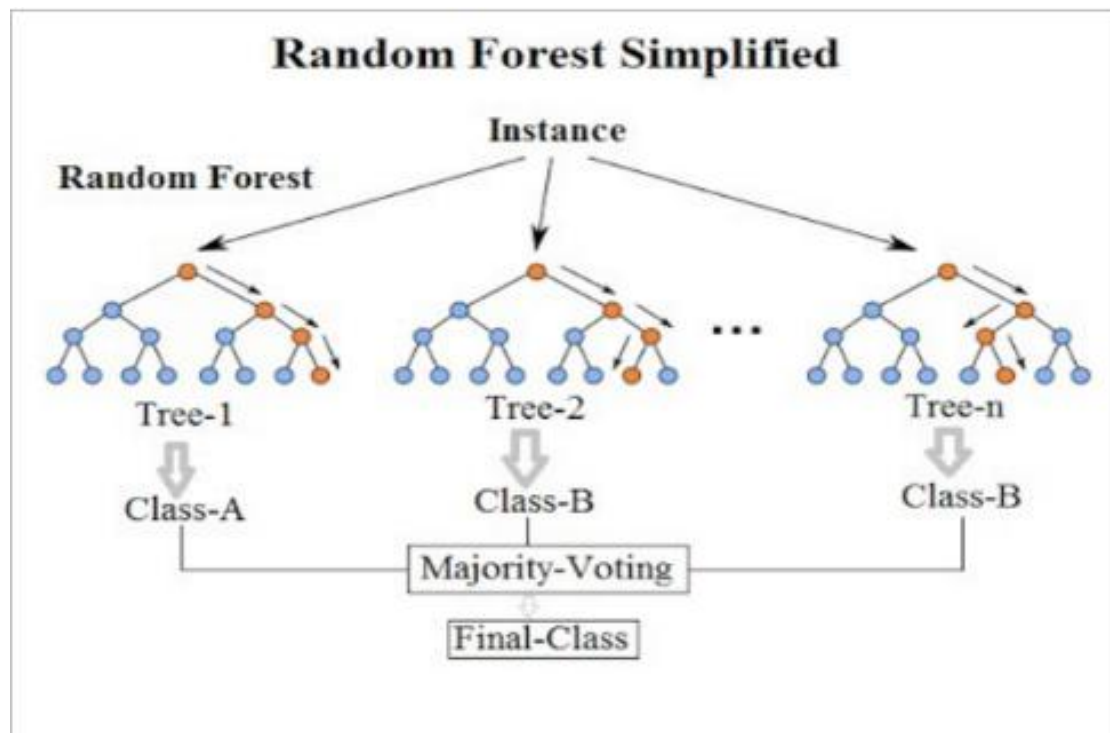 Random Forest Simplified
Instance
Random Forest
Tree-1
Tree-2
Tree-n
Class-A
Class-B
Class-B
Majority-Voting
Final-Class